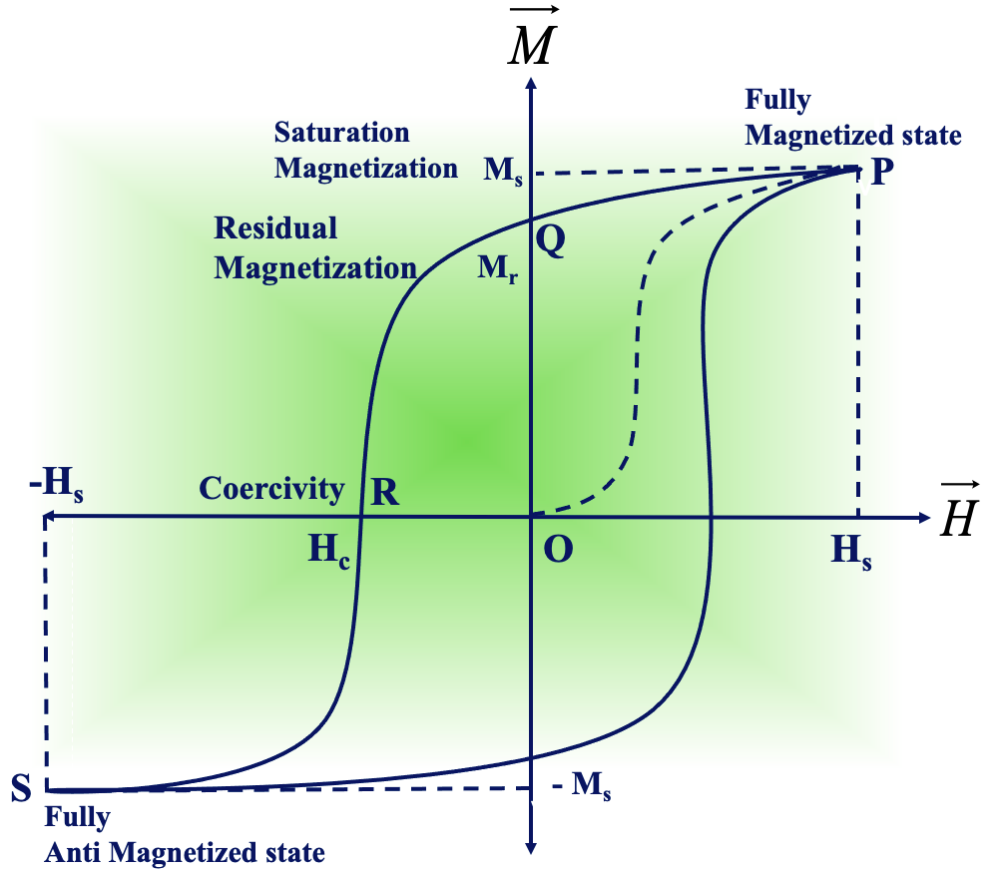 M
Fully
Magnetized state
Saturation
Magnetization
Ms
P
Residual
Magnetization
Q
Mr
-Hs
Coercivity
R
H
Hc
O
Hs
S
- Ms
Fully
Anti Magnetized state